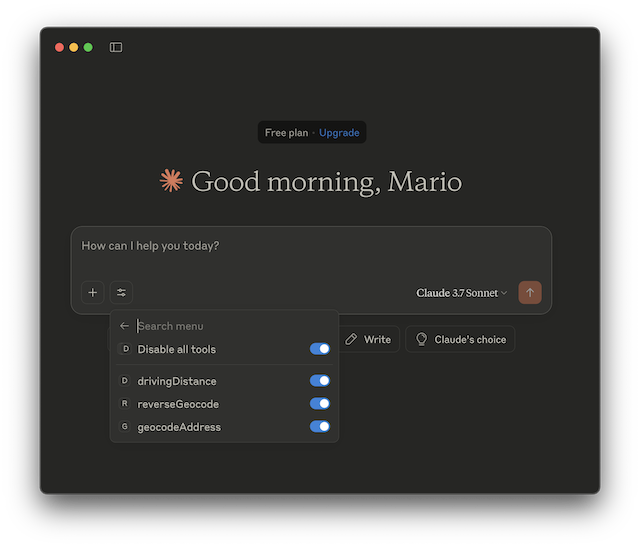 Free plan · Upgrade
Good morning, Mario
How can I help you today?
Claude 3.7 Sonnet
Search menu
D Disable all tools
D drivingDistance
R reverseGeocode
G geocodeAddress
Write
Claude's choice